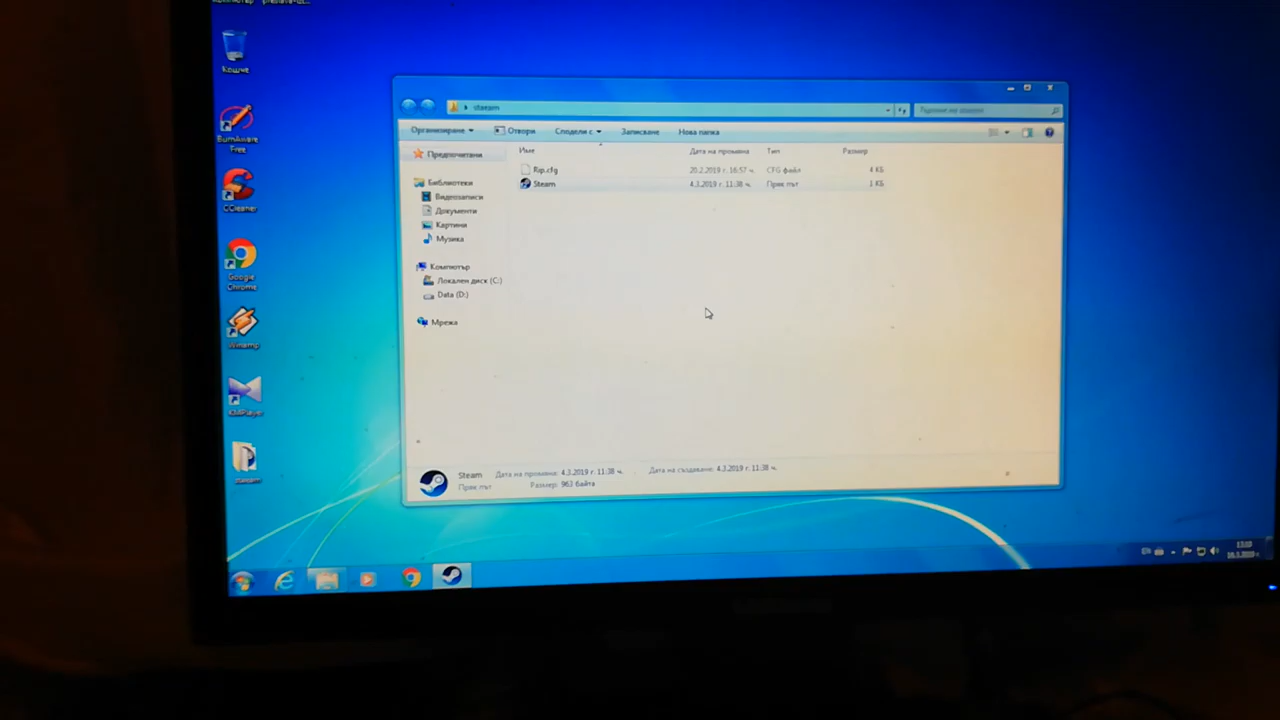 Кошче
BurnAware
Free
CCleaner
Google
Chrome
Winamp
KMPlayer
steam
Организиране
Отвори
Сподели с
Записване
Нова папка
Предпочитани
Библиотеки
Видеозаписи
Документи
Картини
Музика
Компютър
Локален диск (C:)
Data (D:)
Мрежа
Име
Дата на промяна
Тип
Размер
Rip.cfg
20.2.2019 г. 16:57 ч.
CFG файл
4 КБ
Steam
4.3.2019 г. 11:38 ч.
Пряк път
1 КБ
Steam
Дата на промяна: 4.3.2019 г. 11:38 ч.
Дата на създаване: 4.3.2019 г. 11:38 ч.
Пряк път
Размер: 963 байта